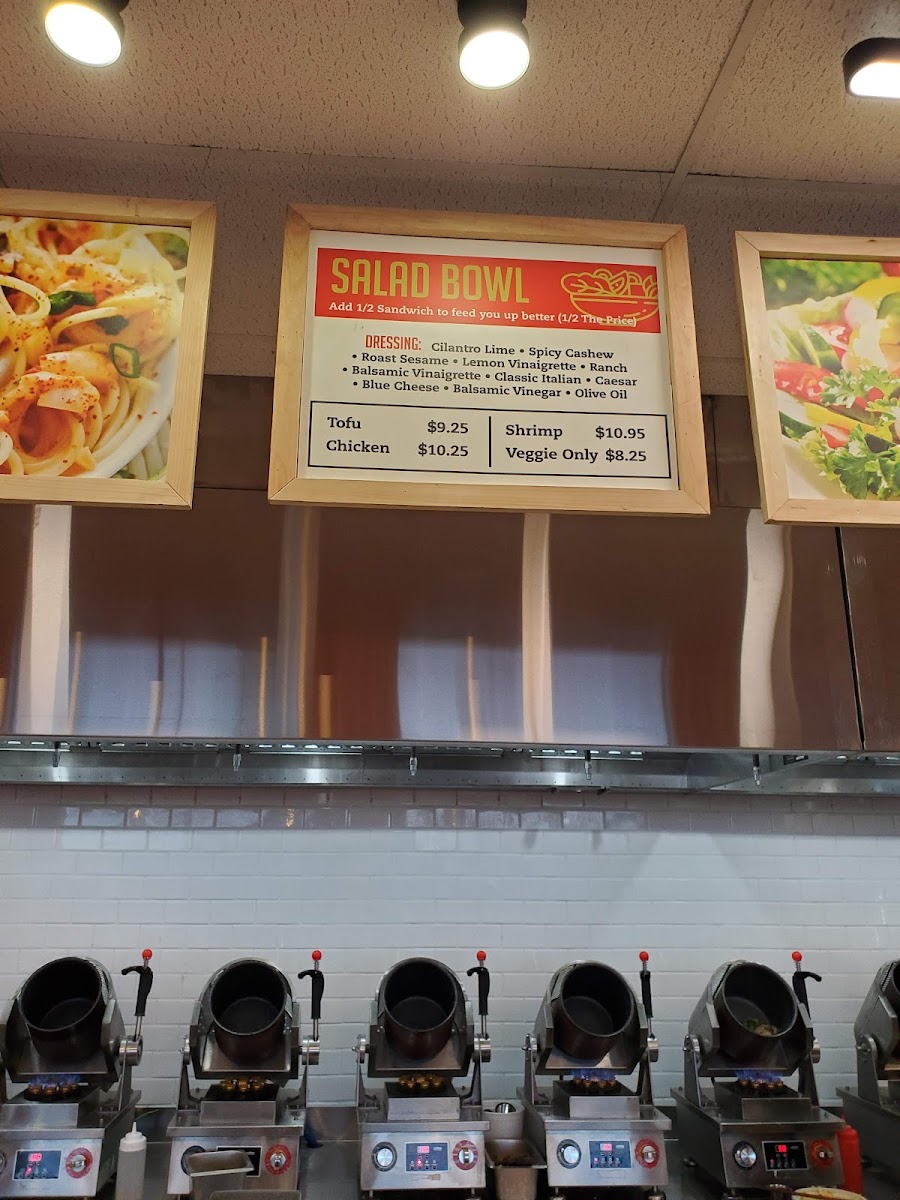 SALAD BOWL
Add 1/2 Sandwich to feed you up better (1/2 The Price)
DRESSING: Cilantro Lime • Spicy Cashew
• Roast Sesame • Lemon Vinaigrette • Ranch
• Balsamic Vinaigrette • Classic Italian • Caesar
• Blue Cheese • Balsamic Vinegar • Olive Oil
Tofu $9.25
Chicken $10.25
Shrimp $10.95
Veggie Only $8.25